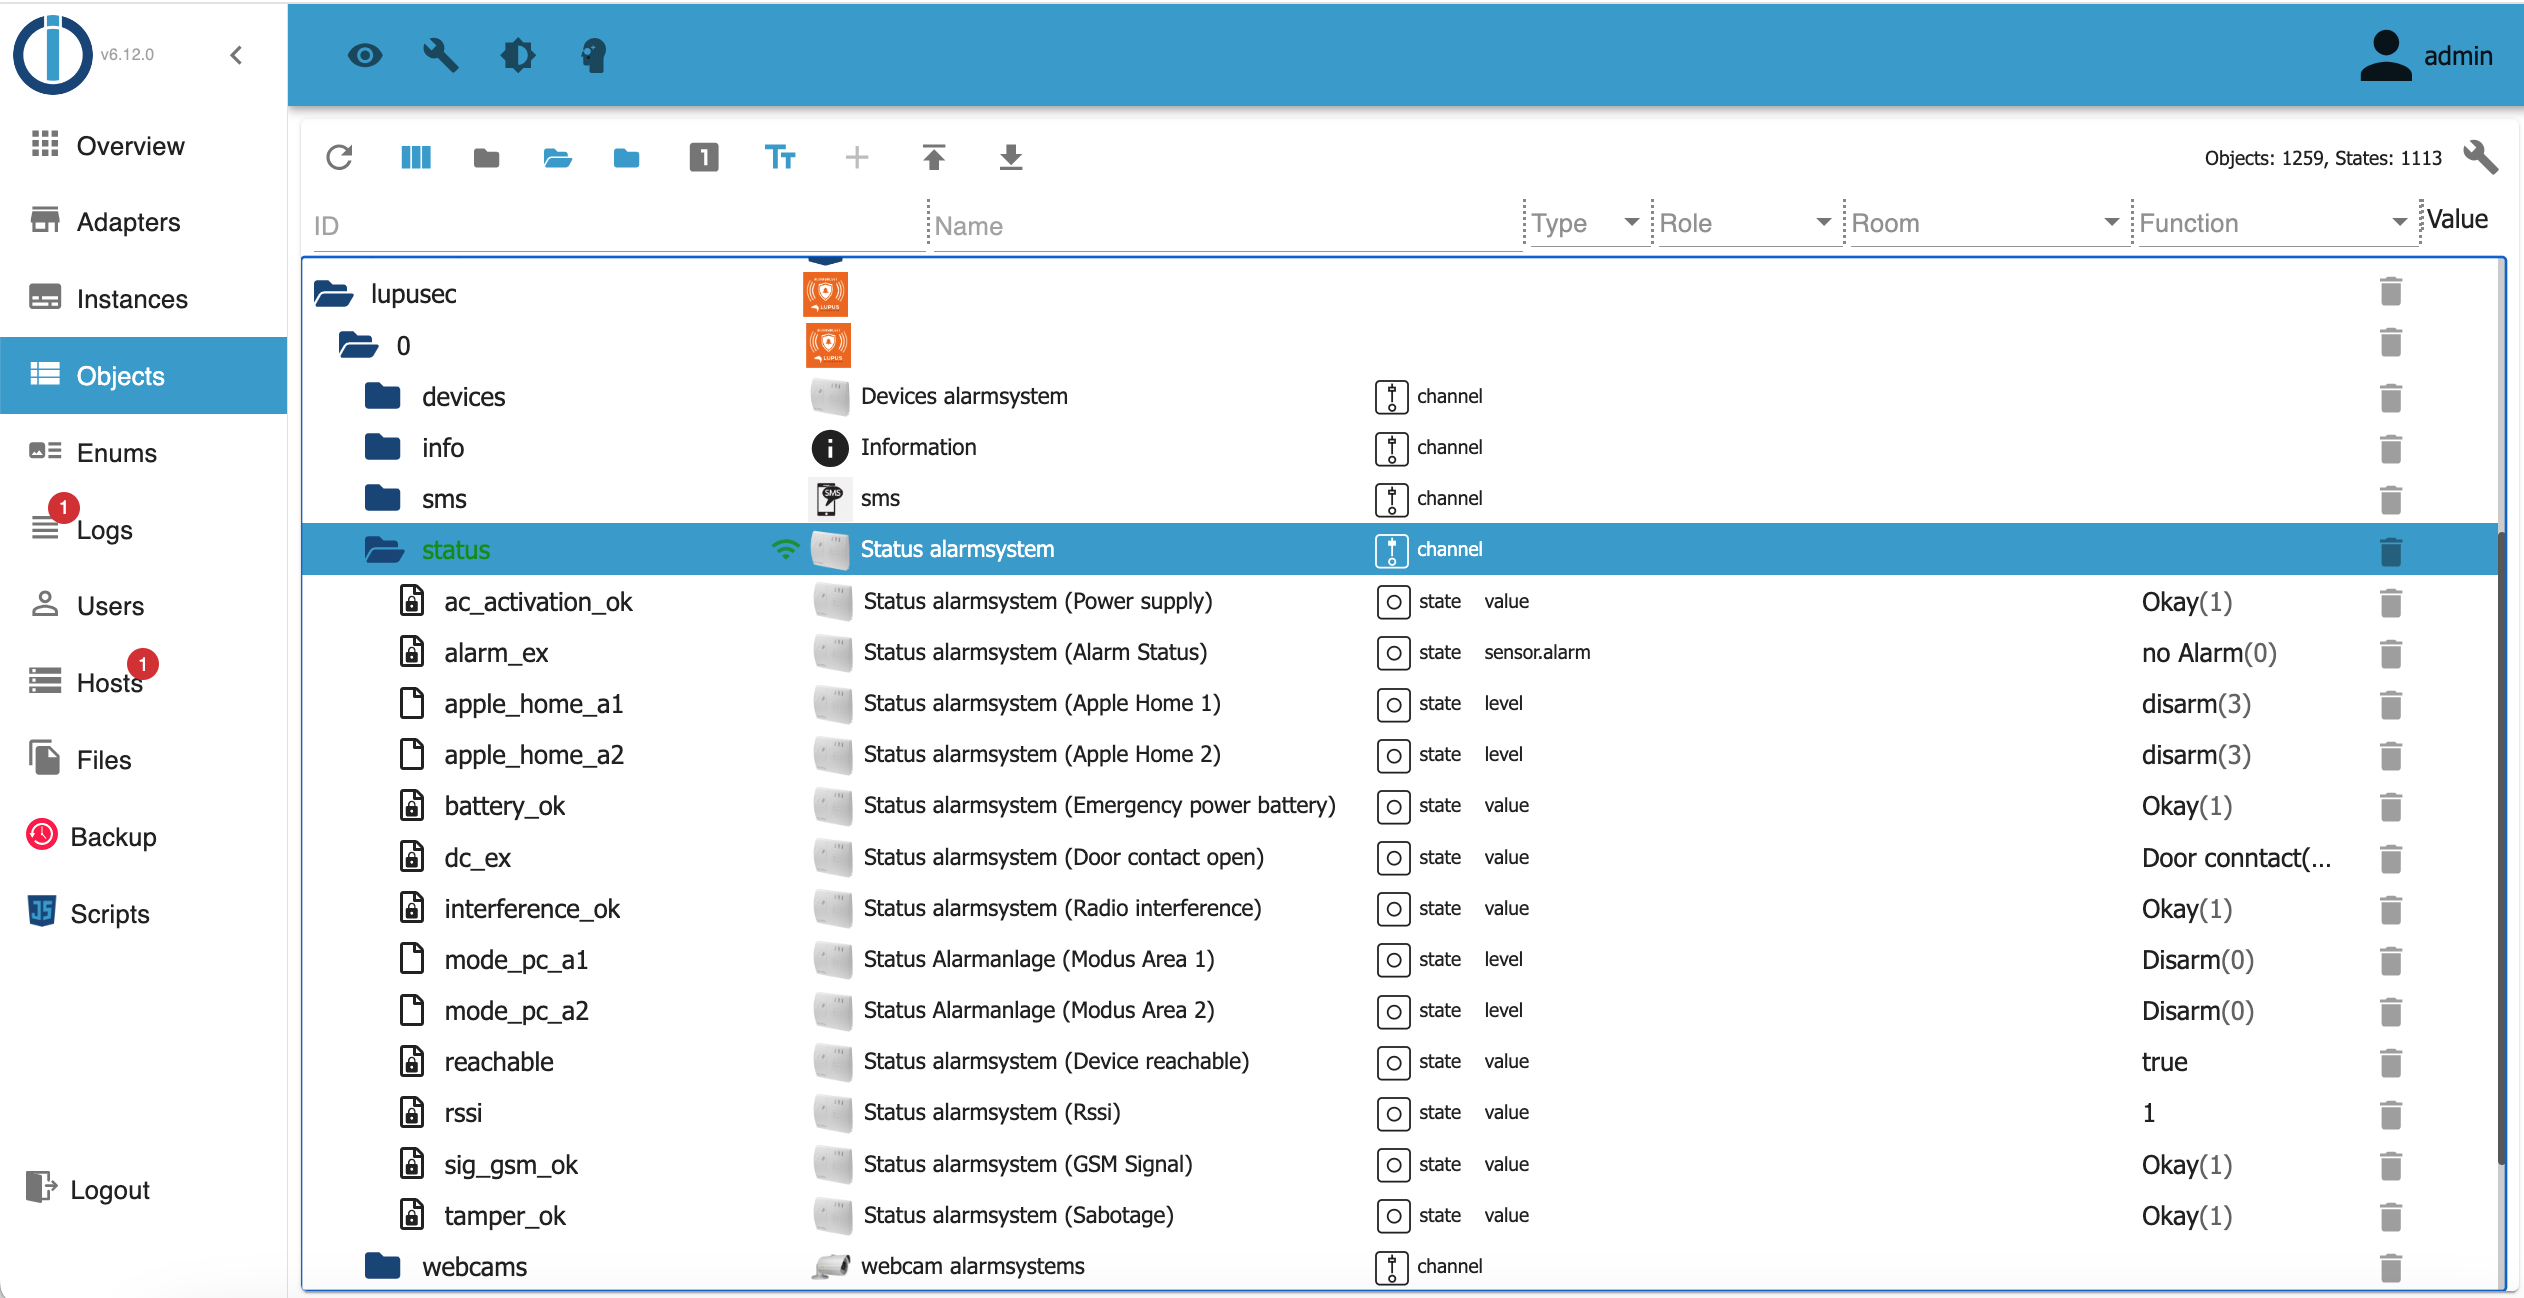 v6.12.0
admin
Overview
Adapters
Instances
Objects
Enums
1
Logs
Users
1
Hosts
Files
Backup
JS
Scripts
Logout
1
Tт
Objects: 1259, States: 1113
ID Name Type Role Room Function Value
lupusec LUPUS
0 LUPUS
devices Devices alarmsystem channel
info i Information channel
sms SMS sms channel
status Status alarmsystem channel
ac_activation_ok Status alarmsystem (Power supply) state value Okay(1)
alarm_ex Status alarmsystem (Alarm Status) state sensor.alarm no Alarm(0)
apple_home_a1 Status alarmsystem (Apple Home 1) state level disarm(3)
apple_home_a2 Status alarmsystem (Apple Home 2) state level disarm(3)
battery_ok Status alarmsystem (Emergency power battery) state value Okay(1)
dc_ex Status alarmsystem (Door contact open) state value Door conntact(...
interference_ok Status alarmsystem (Radio interference) state value Okay(1)
mode_pc_a1 Status Alarmanlage (Modus Area 1) state level Disarm(0)
mode_pc_a2 Status Alarmanlage (Modus Area 2) state level Disarm(0)
reachable Status alarmsystem (Device reachable) state value true
rssi Status alarmsystem (Rssi) state value 1
sig_gsm_ok Status alarmsystem (GSM Signal) state value Okay(1)
tamper_ok Status alarmsystem (Sabotage) state value Okay(1)
webcams webcam alarmsystems channel